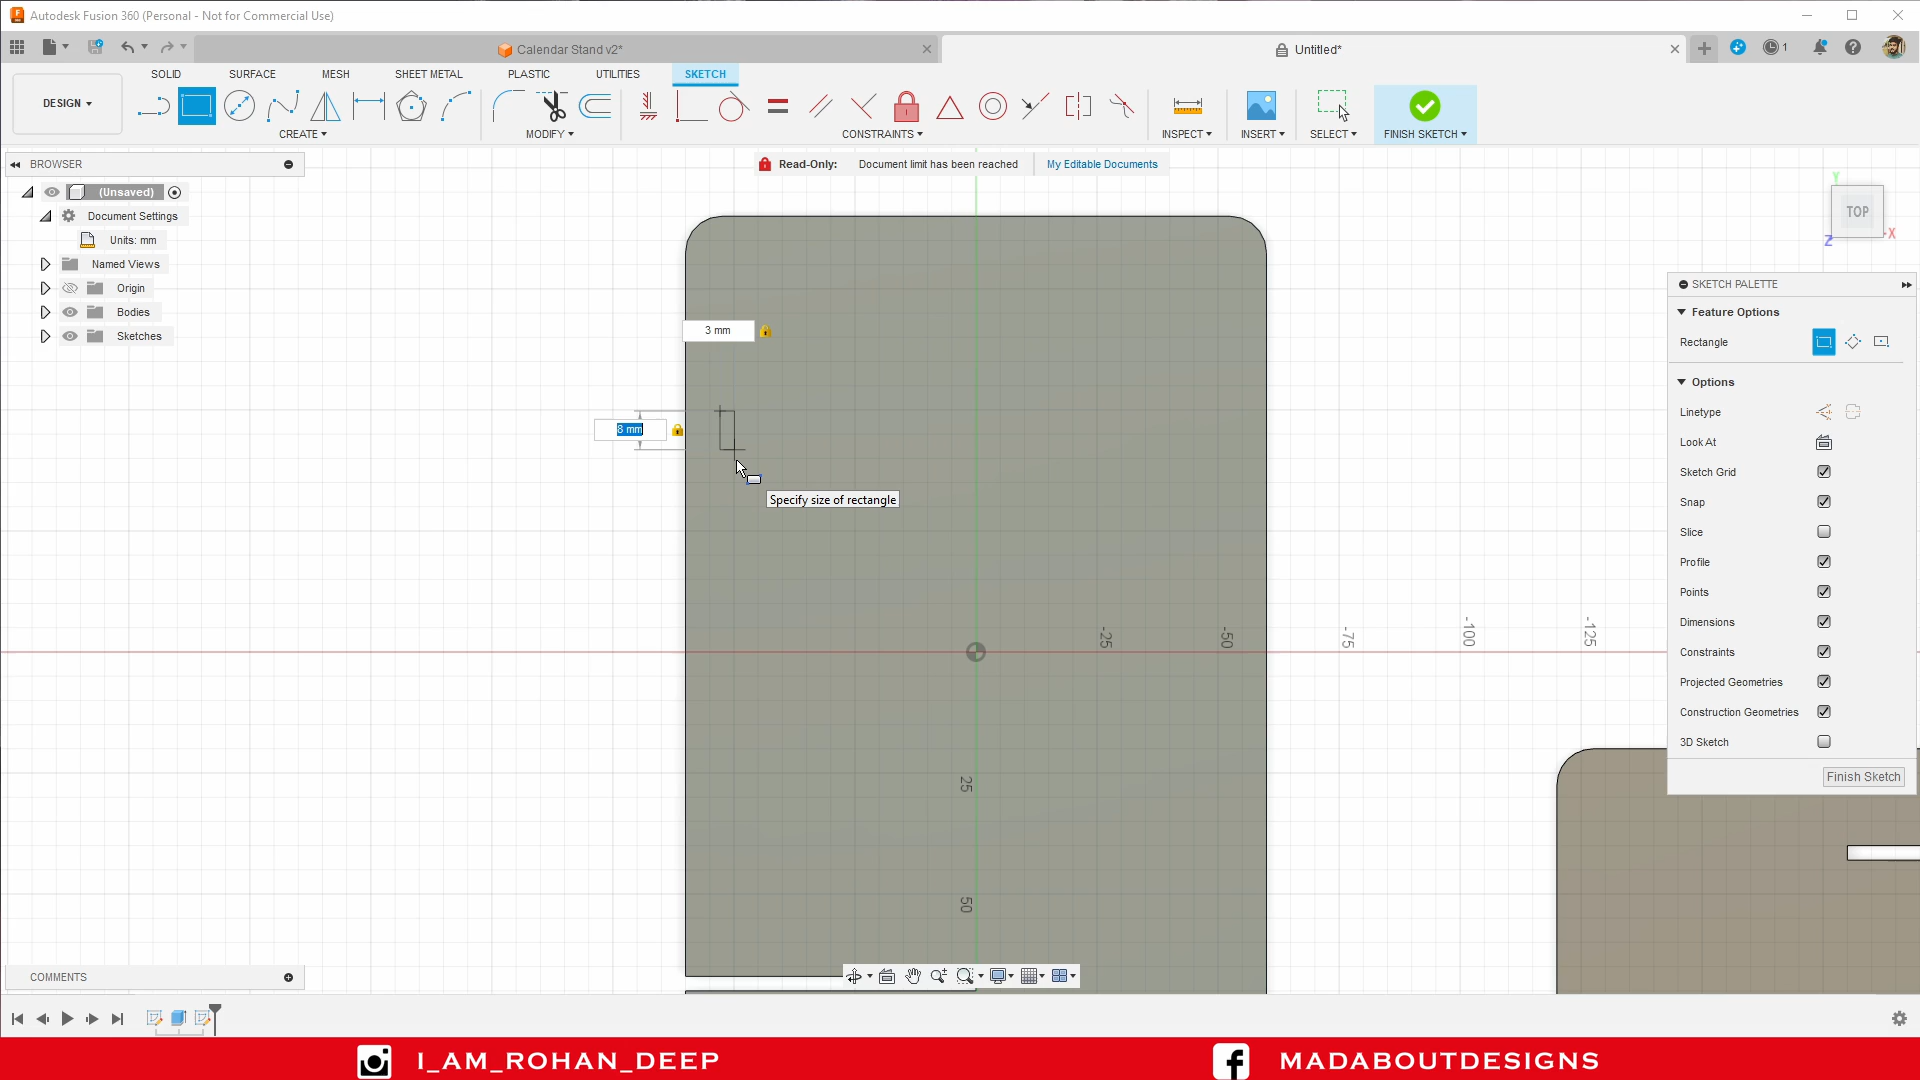 Autodesk Fusion 360 (Personal - Not for Commercial Use)
Calendar Stand v2*
Untitled*
1
DESIGN
SOLID
SURFACE
MESH
SHEET METAL
PLASTIC
UTILITIES
SKETCH
CREATE
MODIFY
CONSTRAINTS
INSPECT
INSERT
SELECT
FINISH SKETCH
BROWSER
Read-Only: Document limit has been reached
My Editable Documents
(Unsaved)
Document Settings
Units: mm
Named Views
Origin
Bodies
Sketches
Y
TOP
X
Z
3 mm
8 mm
Specify size of rectangle
-25
-50
-75
-100
-125
25
50
SKETCH PALETTE
Feature Options
Rectangle
Options
Linetype
Look At
Sketch Grid
Snap
Slice
Profile
Points
Dimensions
Constraints
Projected Geometries
Construction Geometries
3D Sketch
Finish Sketch
COMMENTS
I_AM_ROHAN_DEEP
MADABOUTDESIGNS